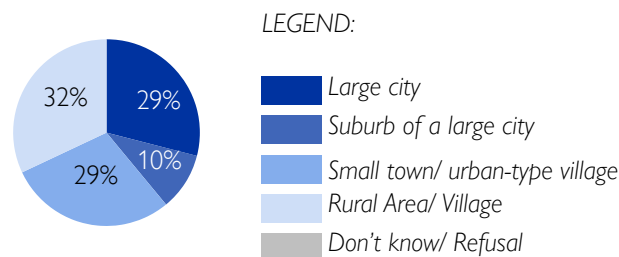 LEGEND:
32%
29%
10%
29%
Large city
Suburb of a large city
Small town/ urban-type village
Rural Area/ Village
Don't know/ Refusal